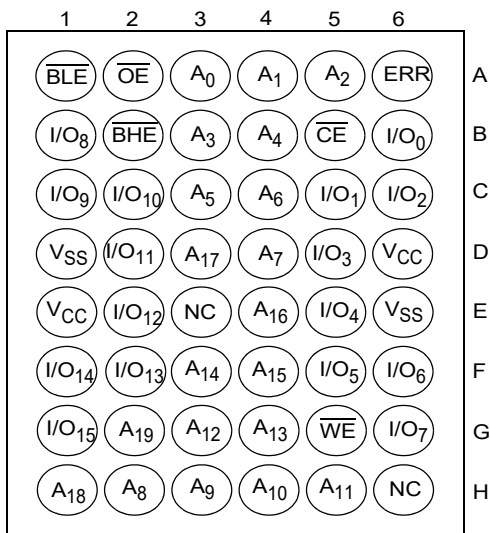 1 2 3 4 5 6
BLE OE A0 A1 A2 ERR A
I/O8 BHE A3 A4 CE I/O0 B
I/O9 I/O10 A5 A6 I/O1 I/O2 C
VSS I/O11 A17 A7 I/O3 VCC D
VCC I/O12 NC A16 I/O4 VSS E
I/O14 I/O13 A14 A15 I/O5 I/O6 F
I/O15 A19 A12 A13 WE I/O7 G
A18 A8 A9 A10 A11 NC H